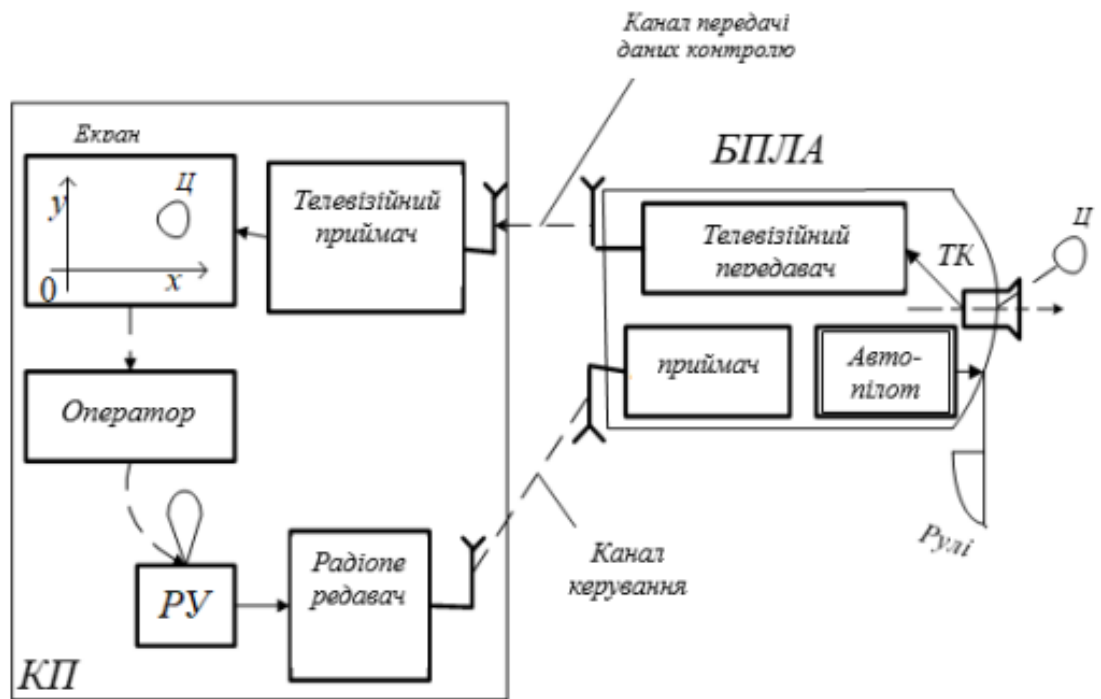 Канал передачі
даних контролю
Екран
y
Ц
0
x
Телевізійний
приймач
БПЛА
Телевізійний
передавач
ТК
Ц
приймач
Авто-
пілот
Оператор
Рулі
РУ
Радіопе
редавач
Канал
керування
КП